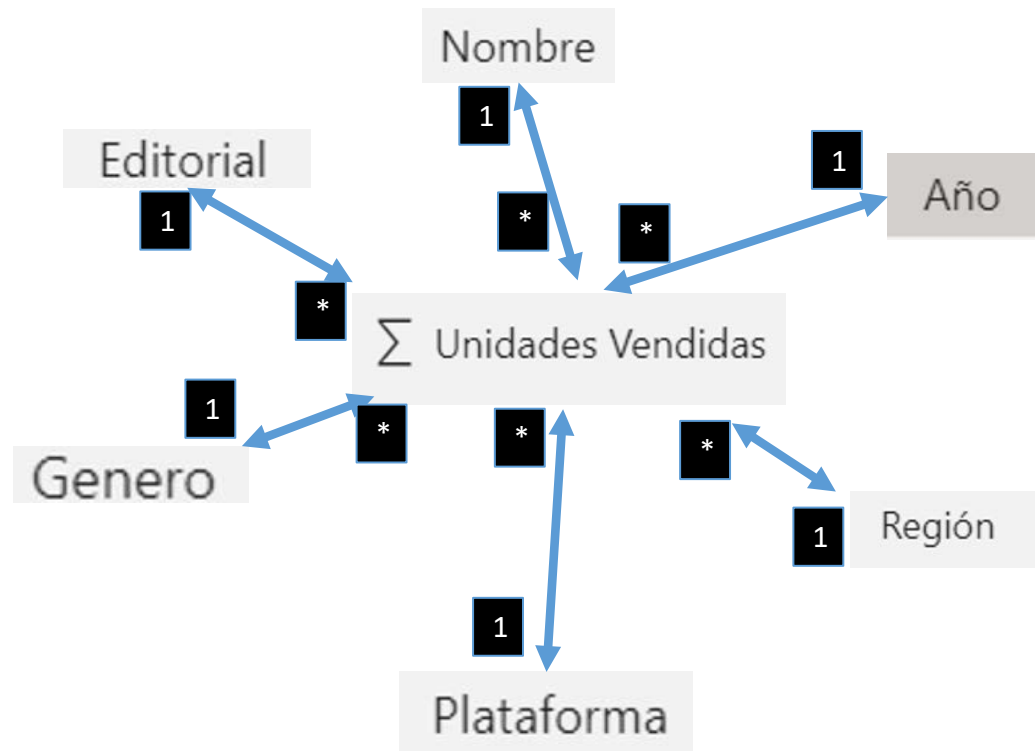 Nombre
1
1
Editorial
Año
1
*
*
*
∑ Unidades Vendidas
1
*
*
*
Genero
1
Región
1
Plataforma